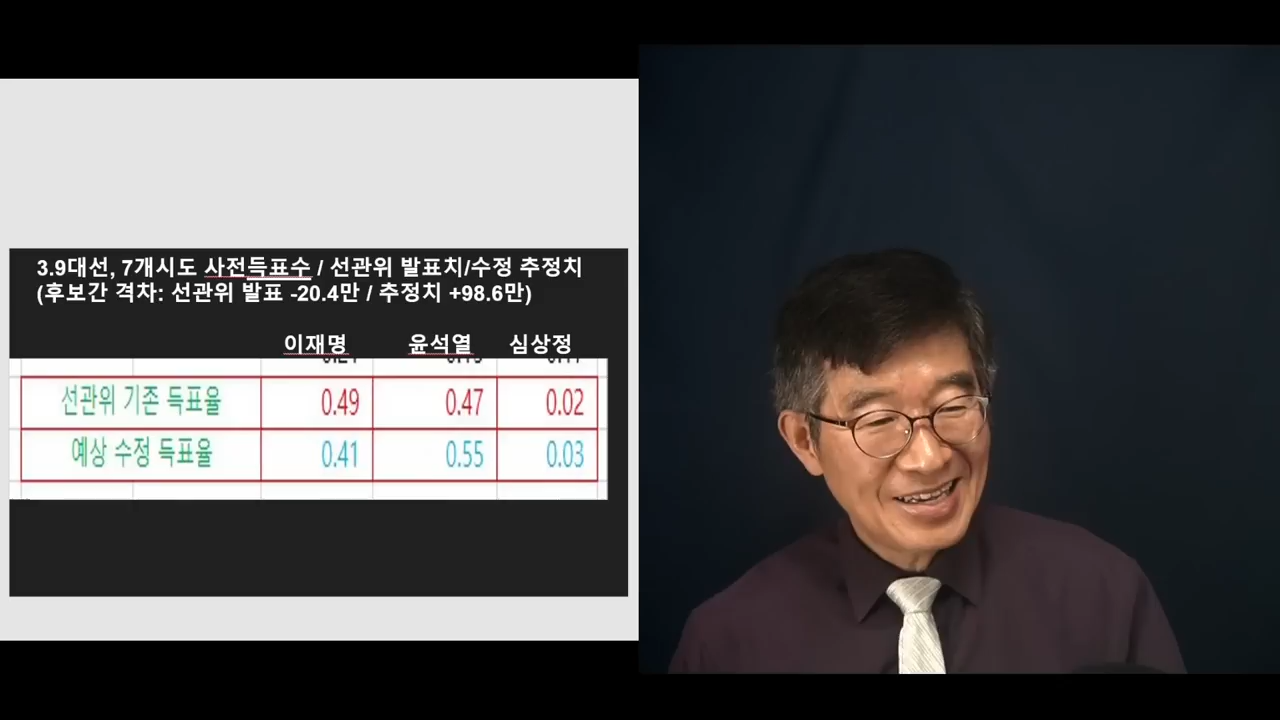 3.9대선, 7개시도 사전득표수 / 선관위 발표치/수정 추정치
(후보간 격차: 선관위 발표 -20.4만 / 추정치 +98.6만)
이재명 윤석열 심상정
선관위 기존 득표율 0.49 0.47 0.02
예상 수정 득표율 0.41 0.55 0.03